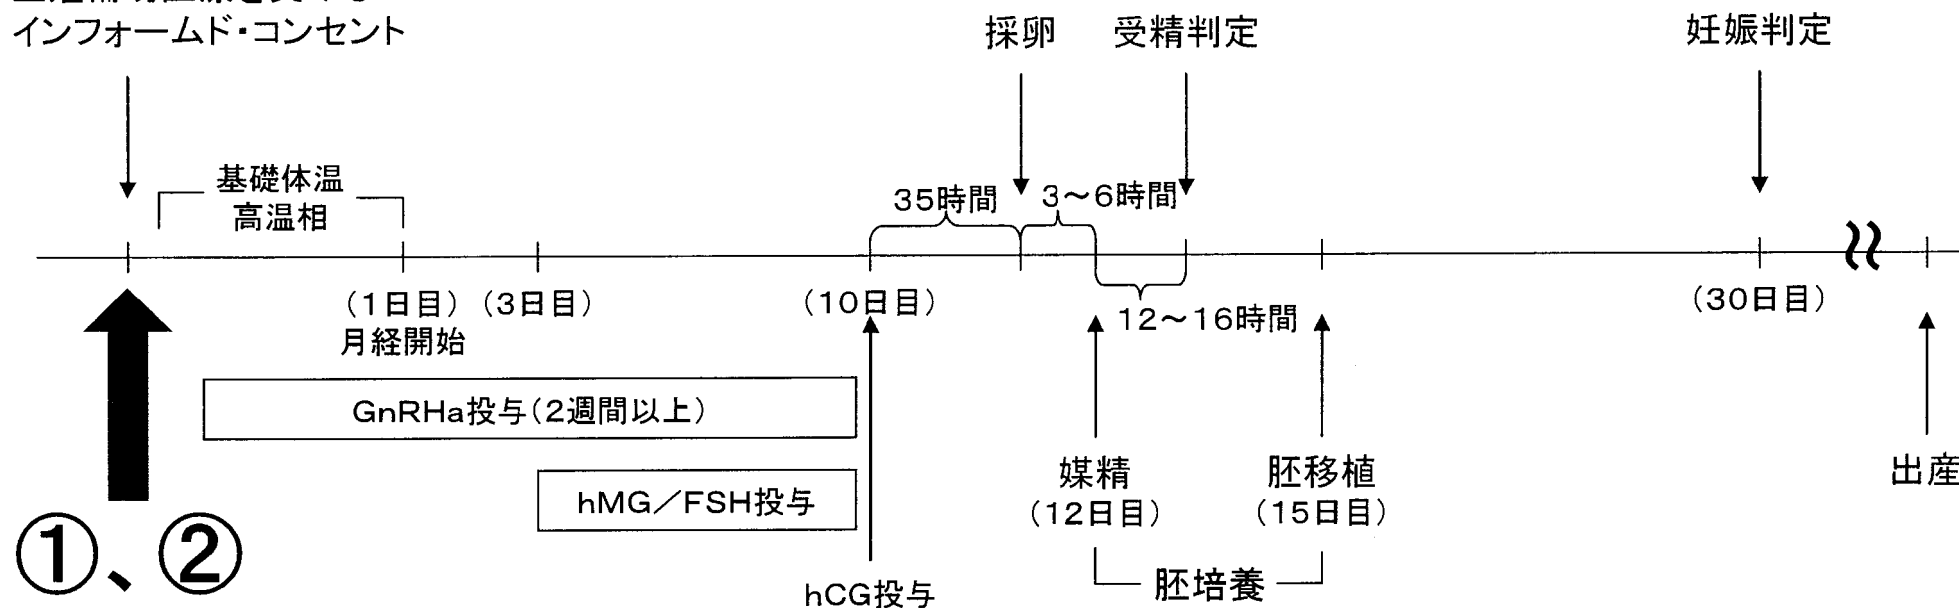 インフォームド・コンセント
採卵
受精判定
妊娠判定
基礎体温
高温相
35時間
3～6時間
(1日目)
(3日目)
(10日目)
12～16時間
(30日目)
月経開始
GnRHa投与(2週間以上)
hMG／FSH投与
媒精
(12日目)
胚移植
(15日目)
出産
①、②
hCG投与
胚培養